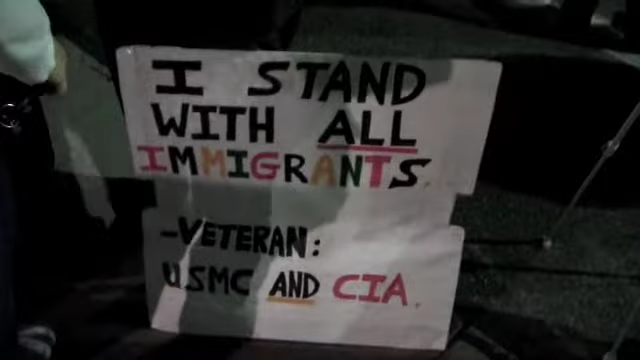 I STAND
WITH ALL
IMMIGRANTS.
-VETERAN:
USMC AND CIA.